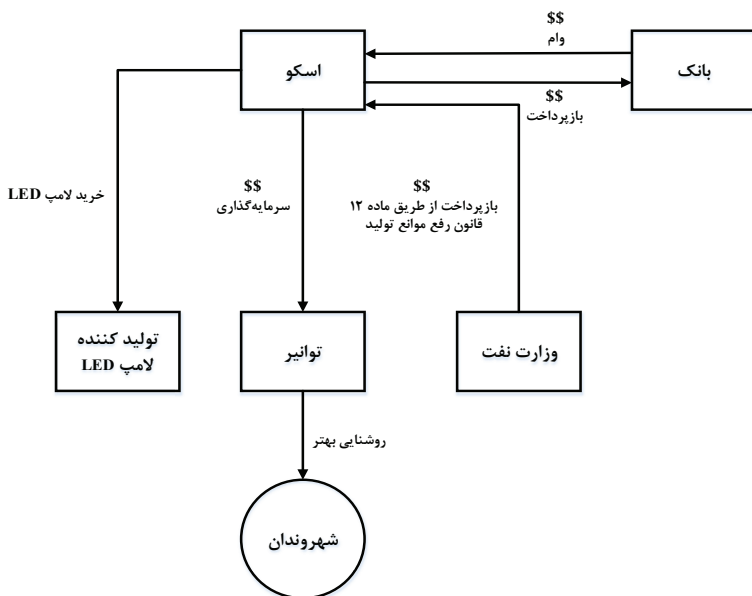 $$
وام
اسکو
بانک
$$
بازپرداخت
خرید لامپ LED
$$
سرمایه‌گذاری
$$
بازپرداخت از طریق ماده ۱۲
قانون رفع موانع تولید
تولید کننده
لامپ LED
توانیر
وزارت نفت
روشنایی بهتر
شهروندان